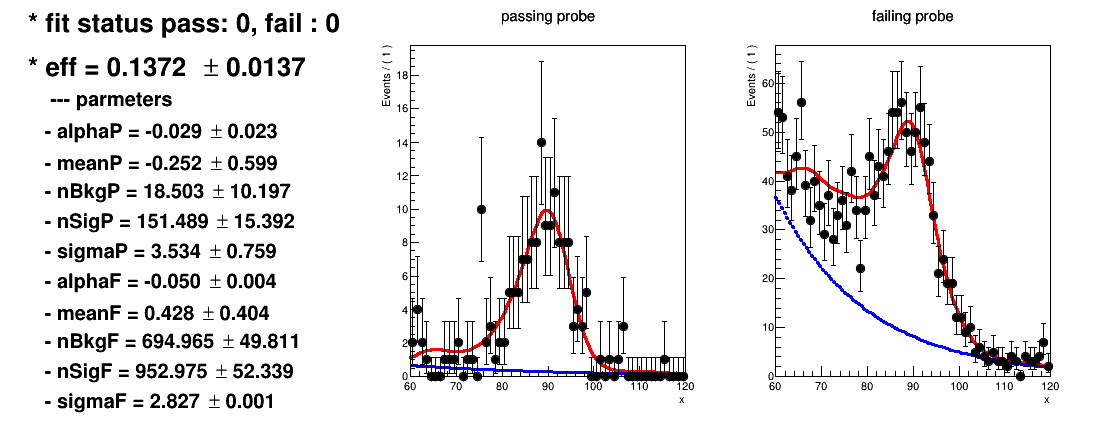 * fit status pass: 0, fail : 0
* eff = 0.1372 ± 0.0137
--- parmeters
- alphaP = -0.029 ± 0.023
- meanP = -0.252 ± 0.599
- nBkgP = 18.503 ± 10.197
- nSigP = 151.489 ± 15.392
- sigmaP = 3.534 ± 0.759
- alphaF = -0.050 ± 0.004
- meanF = 0.428 ± 0.404
- nBkgF = 694.965 ± 49.811
- nSigF = 952.975 ± 52.339
- sigmaF = 2.827 ± 0.001
passing probe
Events / ( 1 )
18
16
14
12
10
8
6
4
2
0
60 70 80 90 100 110 120
x
failing probe
Events / ( 1 )
60
50
40
30
20
10
0
60 70 80 90 100 110 120
x